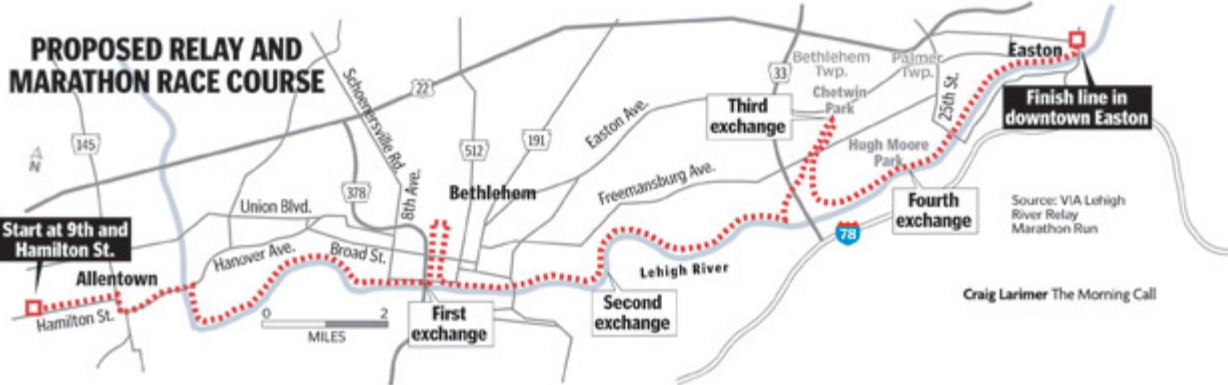 PROPOSED RELAY AND
MARATHON RACE COURSE
145
N
Start at 9th and
Hamilton St.
Allentown
Hamilton St.
Union Blvd.
Hanover Ave.
Broad St.
0 2
MILES
Schoenersville Rd.
378
22
8th Ave.
First
exchange
Bethlehem
512
191
Easton Ave.
Freemansburg Ave.
Second
exchange
Lehigh River
Third
exchange
33
Bethlehem
Twp.
Chetwin
Park
Palmer
Twp.
25th St.
Hugh Moore
Park
78
Fourth
exchange
Easton
Finish line in
downtown Easton
Source: VIA Lehigh
River Relay
Marathon Run
Craig Larimer The Morning Call